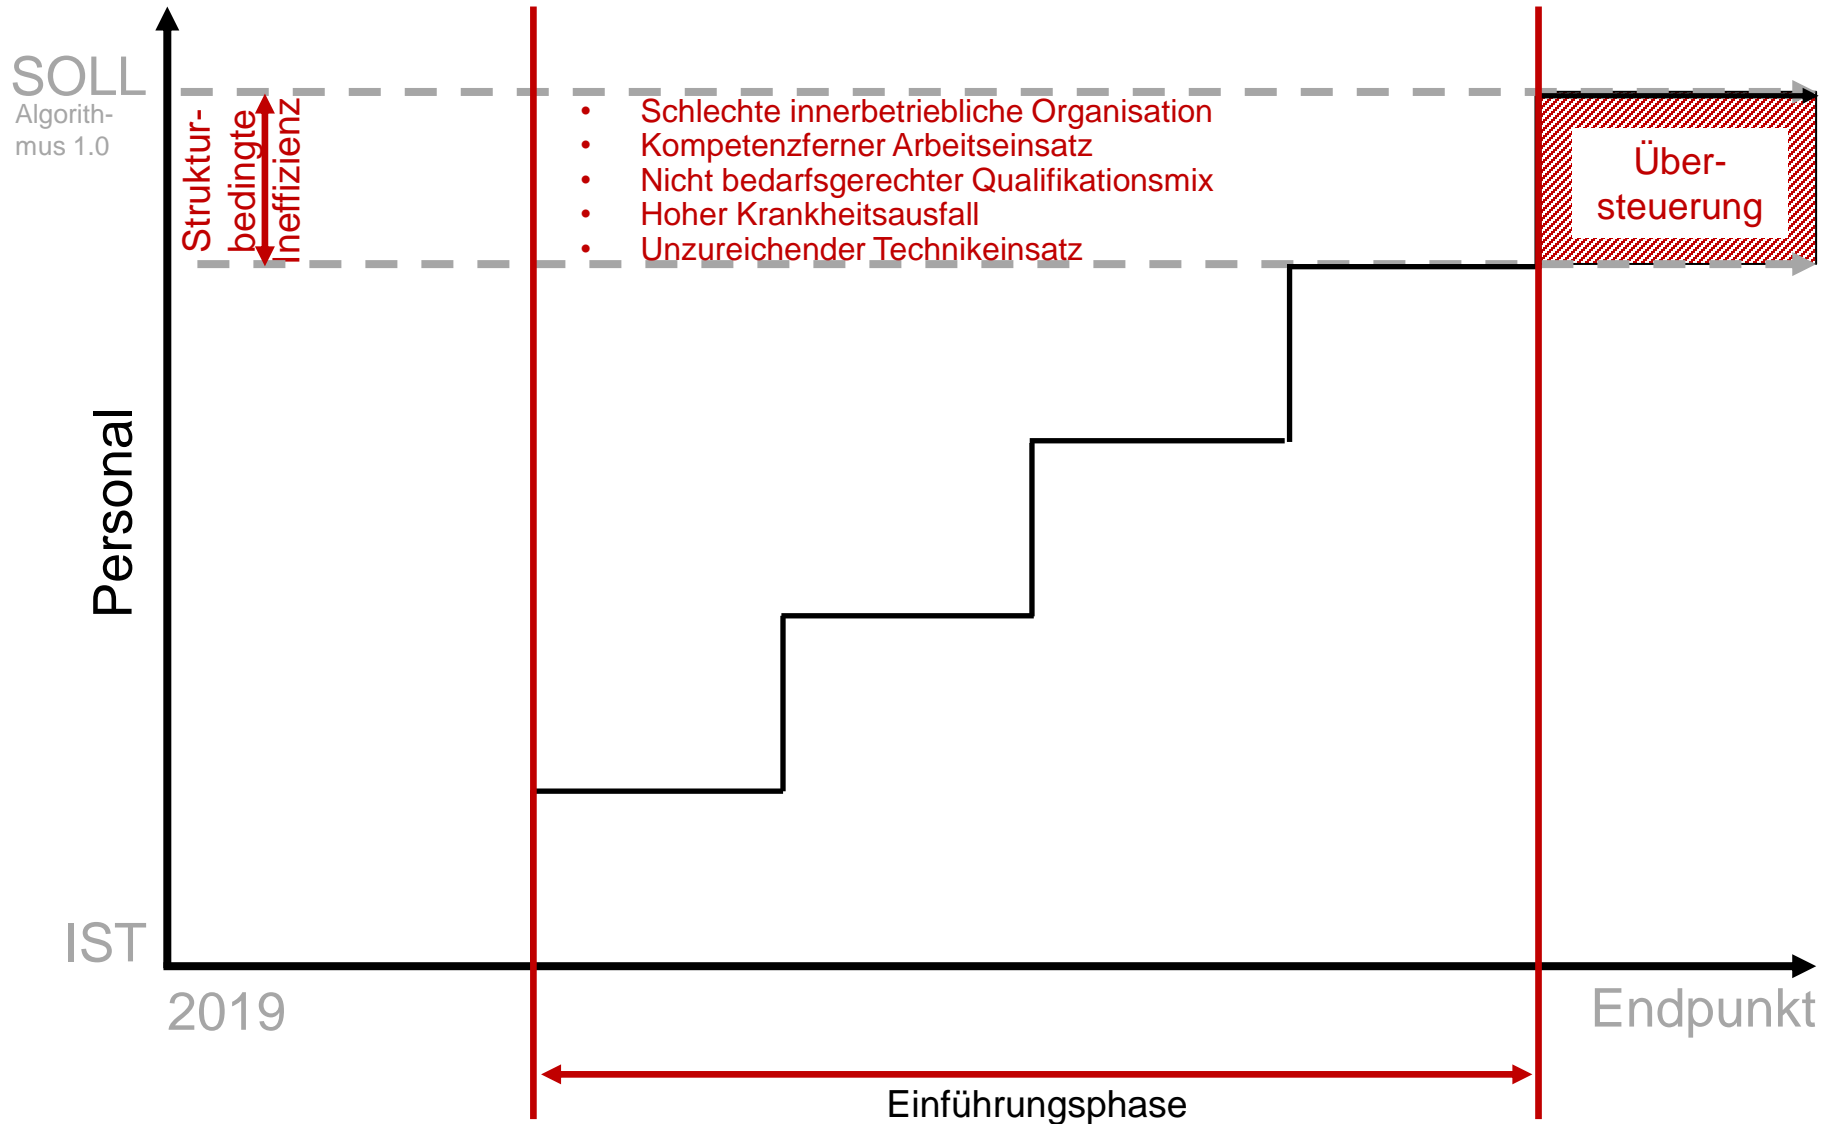 SOLL
Algorith-
mus 1.0
Struktur-
bedingte
Ineffizienz
• Schlechte innerbetriebliche Organisation
• Kompetenzferner Arbeitseinsatz
• Nicht bedarfsgerechter Qualifikationsmix
• Hoher Krankheitsausfall
• Unzureichender Technikeinsatz
Über-
steuerung
Personal
IST
2019
Endpunkt
Einführungsphase